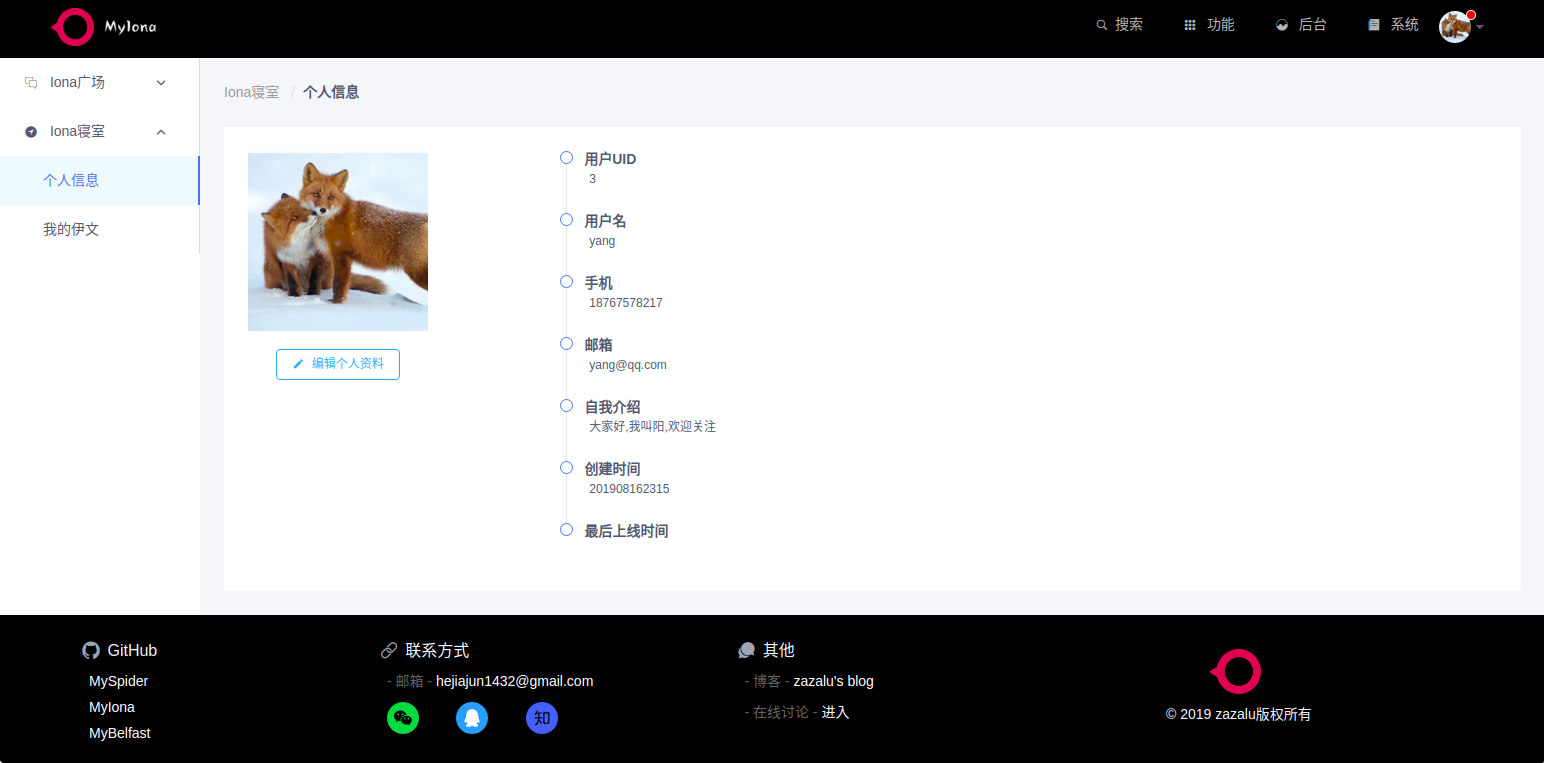 MyIona
搜索 功能 后台 系统
Iona广场
Iona寝室
个人信息
我的伊文
Iona寝室 / 个人信息
编辑个人资料
用户UID
3
用户名
yang
手机
18767578217
邮箱
yang@qq.com
自我介绍
大家好,我叫阳,欢迎关注
创建时间
201908162315
最后上线时间
GitHub
MySpider
MyIona
MyBelfast
联系方式
- 邮箱 - hejiajun1432@gmail.com
知
其他
- 博客 - zazalu's blog
- 在线讨论 - 进入
© 2019 zazalu版权所有